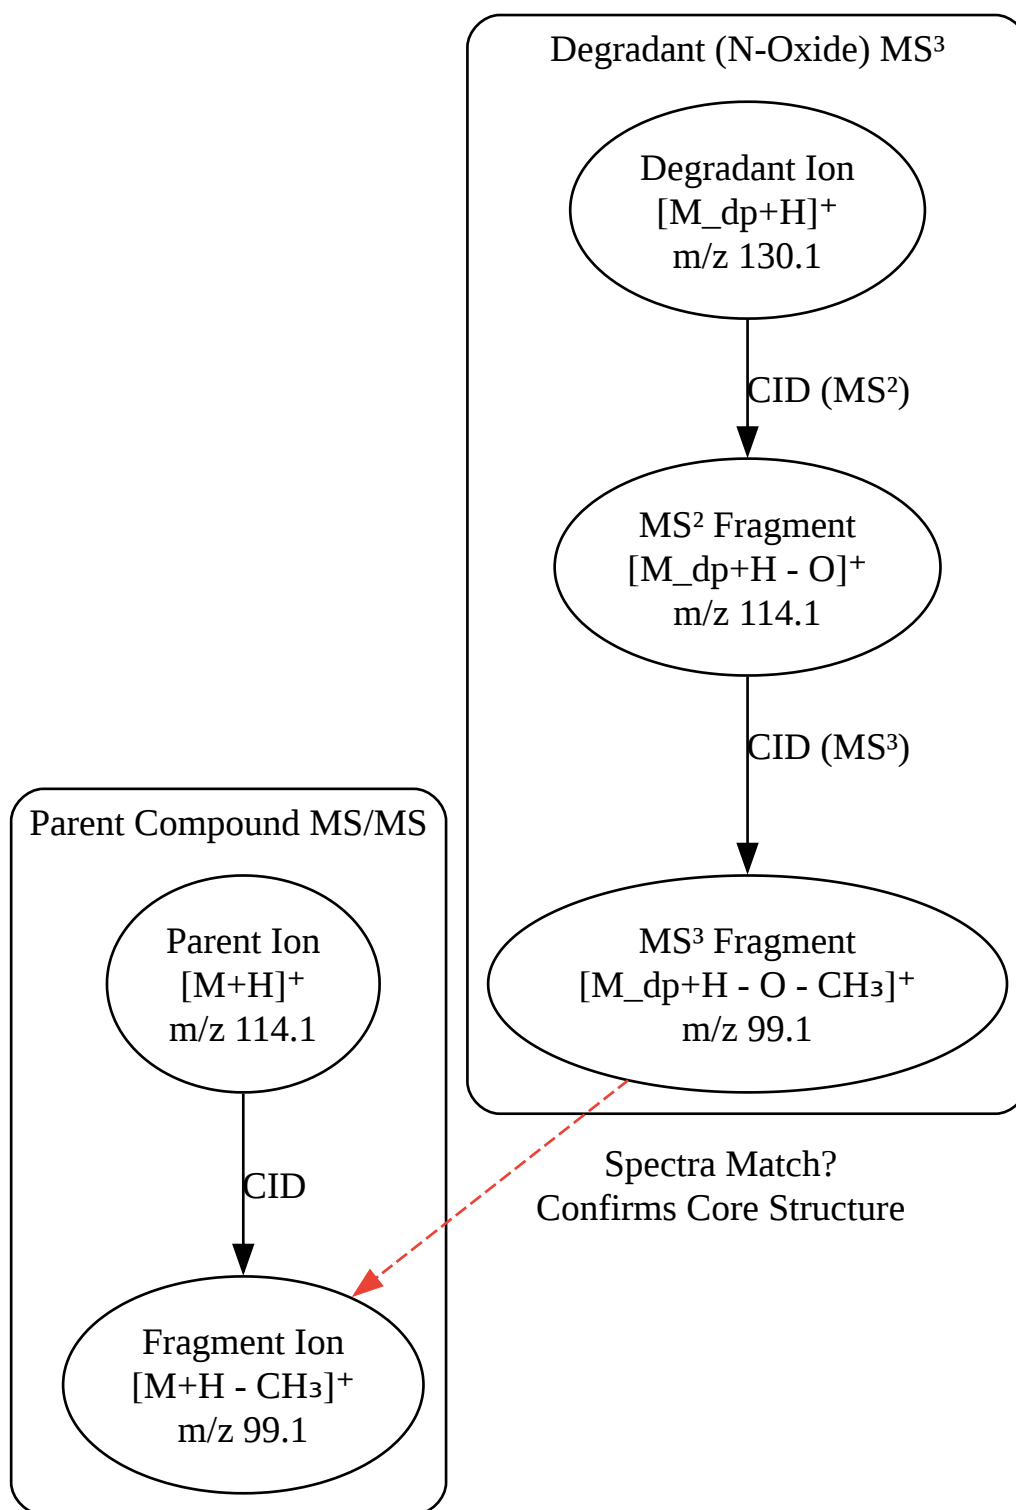 Degradant (N-Oxide) MS³
Degradant Ion
[M_dp+H]⁺
m/z 130.1
CID (MS²)
MS² Fragment
[M_dp+H - O]⁺
m/z 114.1
CID (MS³)
MS³ Fragment
[M_dp+H - O - CH₃]⁺
m/z 99.1
Parent Compound MS/MS
Parent Ion
[M+H]⁺
m/z 114.1
CID
Fragment Ion
[M+H - CH₃]⁺
m/z 99.1
Spectra Match?
Confirms Core Structure